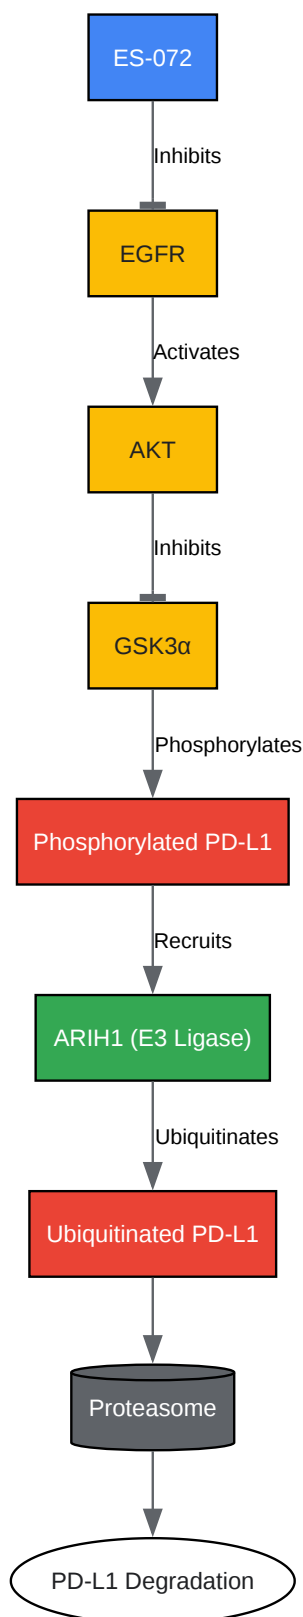 ES-072
Inhibits
EGFR
Activates
AKT
Inhibits
GSK3α
Phosphorylates
Phosphorylated PD-L1
Recruits
ARIH1 (E3 Ligase)
Ubiquitinates
Ubiquitinated PD-L1
Proteasome
PD-L1 Degradation